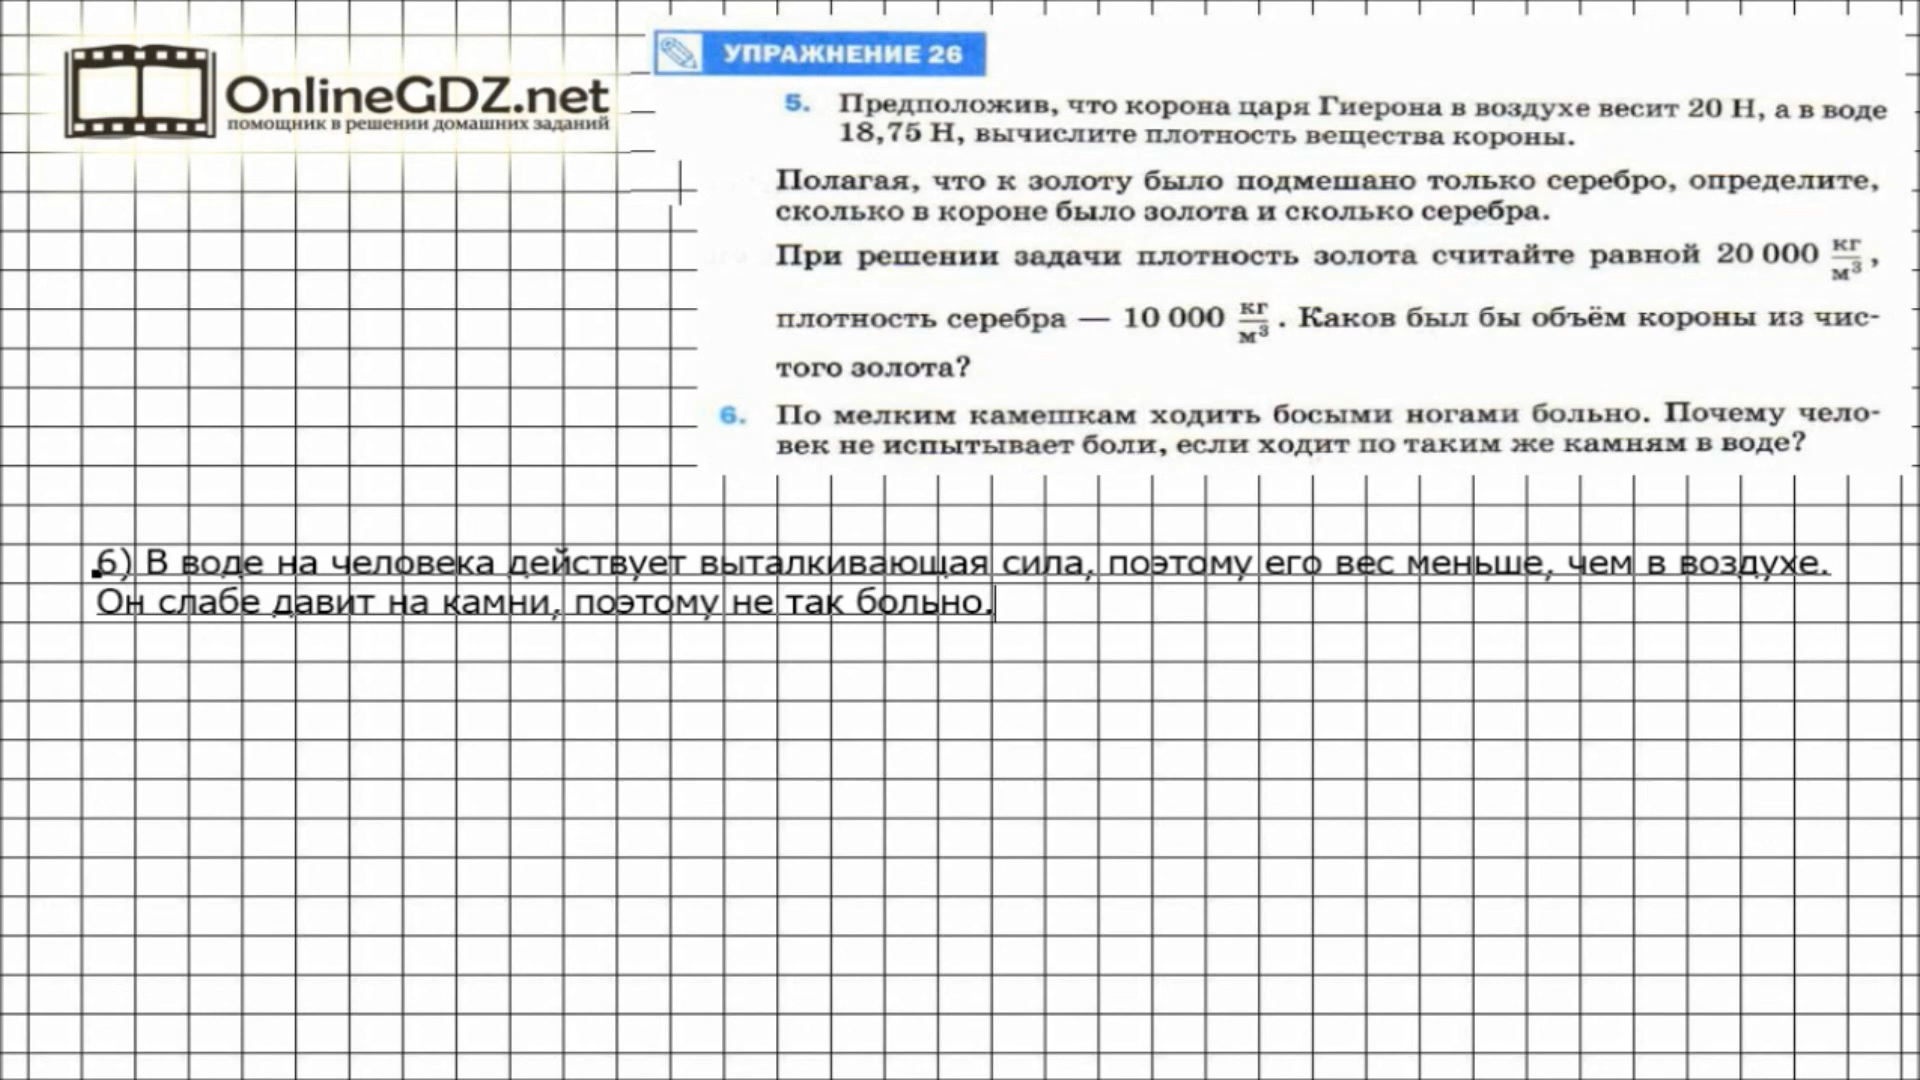 OnlineGDZ.net
помощник в решении домашних заданий
УПРАЖНЕНИЕ 26
5. Предположив, что корона царя Гиерона в воздухе весит 20 Н, а в воде
18,75 Н, вычислите плотность вещества короны.
Полагая, что к золоту было подмешано только серебро, определите,
сколько в короне было золота и сколько серебра.
При решении задачи плотность золота считайте равной 20 000 кг/м³,
плотность серебра — 10 000 кг/м³. Каков был бы объём короны из чис-
того золота?
6. По мелким камешкам ходить босыми ногами больно. Почему чело-
век не испытывает боли, если ходит по таким же камням в воде?
6) В воде на человека действует выталкивающая сила, поэтому его вес меньше, чем в воздухе.
Он слабе давит на камни, поэтому не так больно.